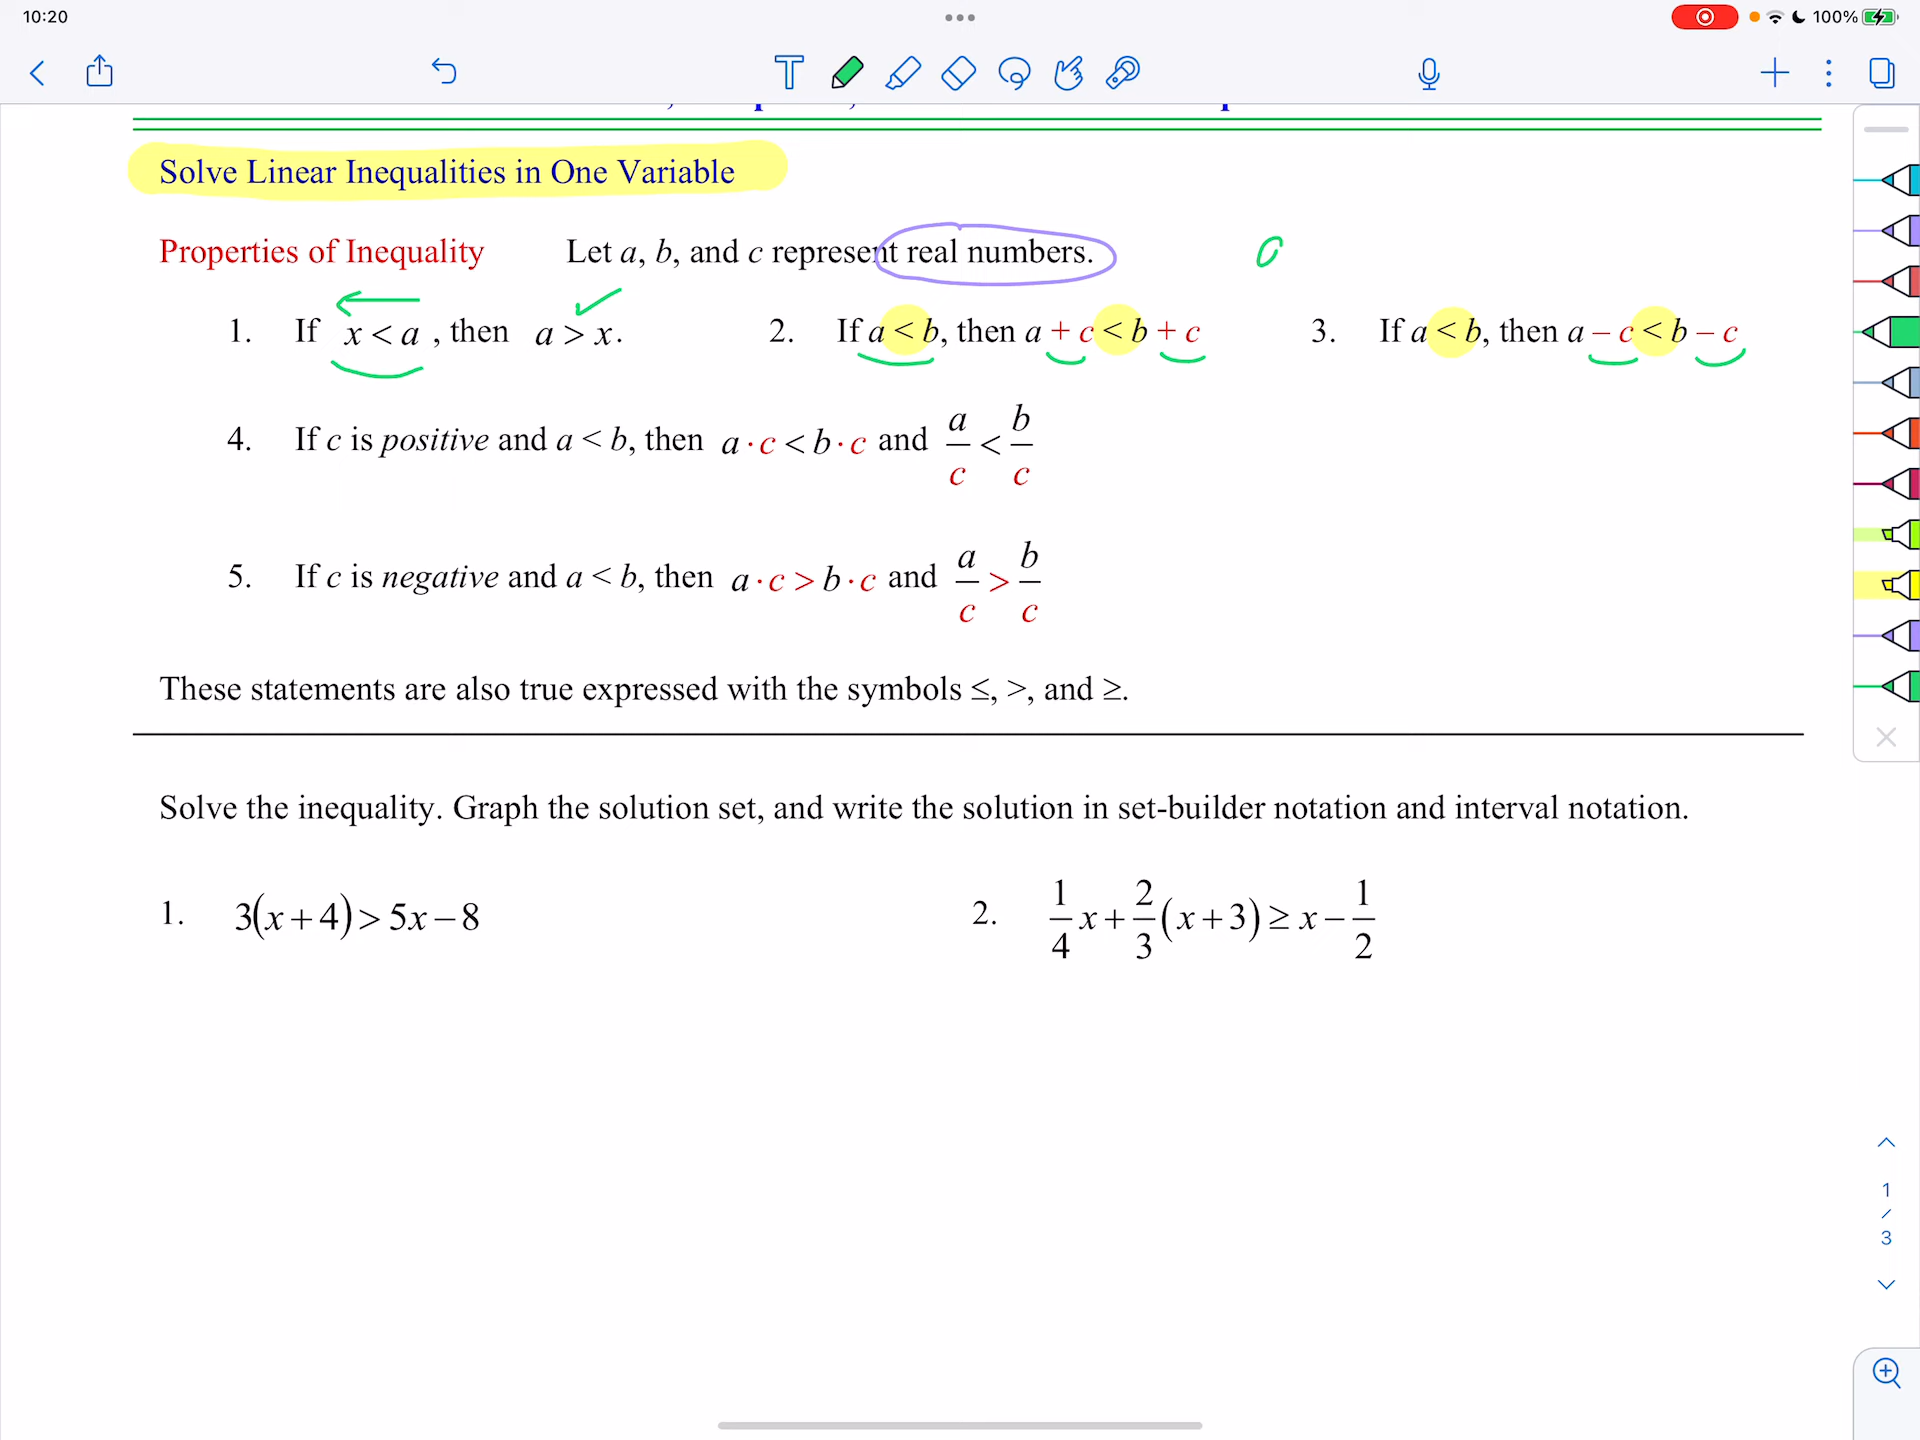 10:20
100%
Solve Linear Inequalities in One Variable
Properties of Inequality Let a, b, and c represent real numbers.
1. If x < a , then a > x. 2. If a < b, then a + c < b + c 3. If a < b, then a − c < b − c
4. If c is positive and a < b, then a · c < b · c and a/c < b/c
5. If c is negative and a < b, then a · c > b · c and a/c > b/c
These statements are also true expressed with the symbols ≤, >, and ≥.
Solve the inequality. Graph the solution set, and write the solution in set-builder notation and interval notation.
1. 3(x + 4) > 5x − 8 2. 1/4 x + 2/3 (x + 3) ≥ x − 1/2
1
/
3